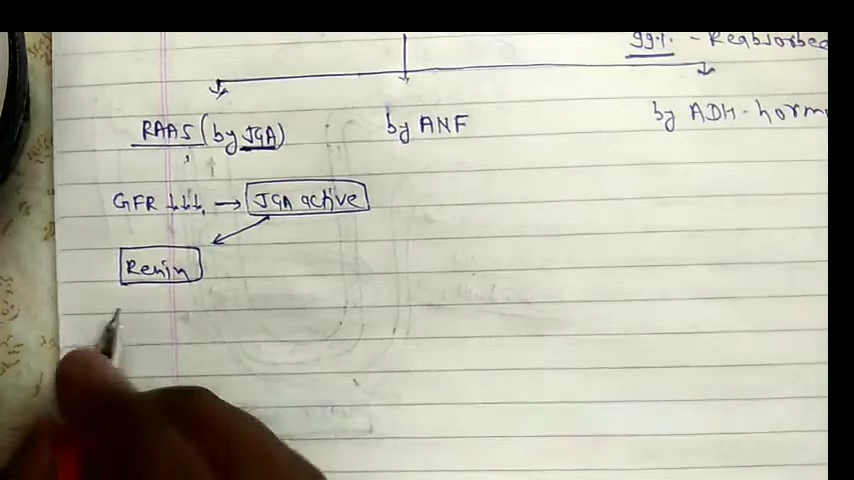 99% - Reabsorbed
RAAS (by JGA)
by ANF
by ADH-horm
GFR ↓↓↓ → JGA active
Renin